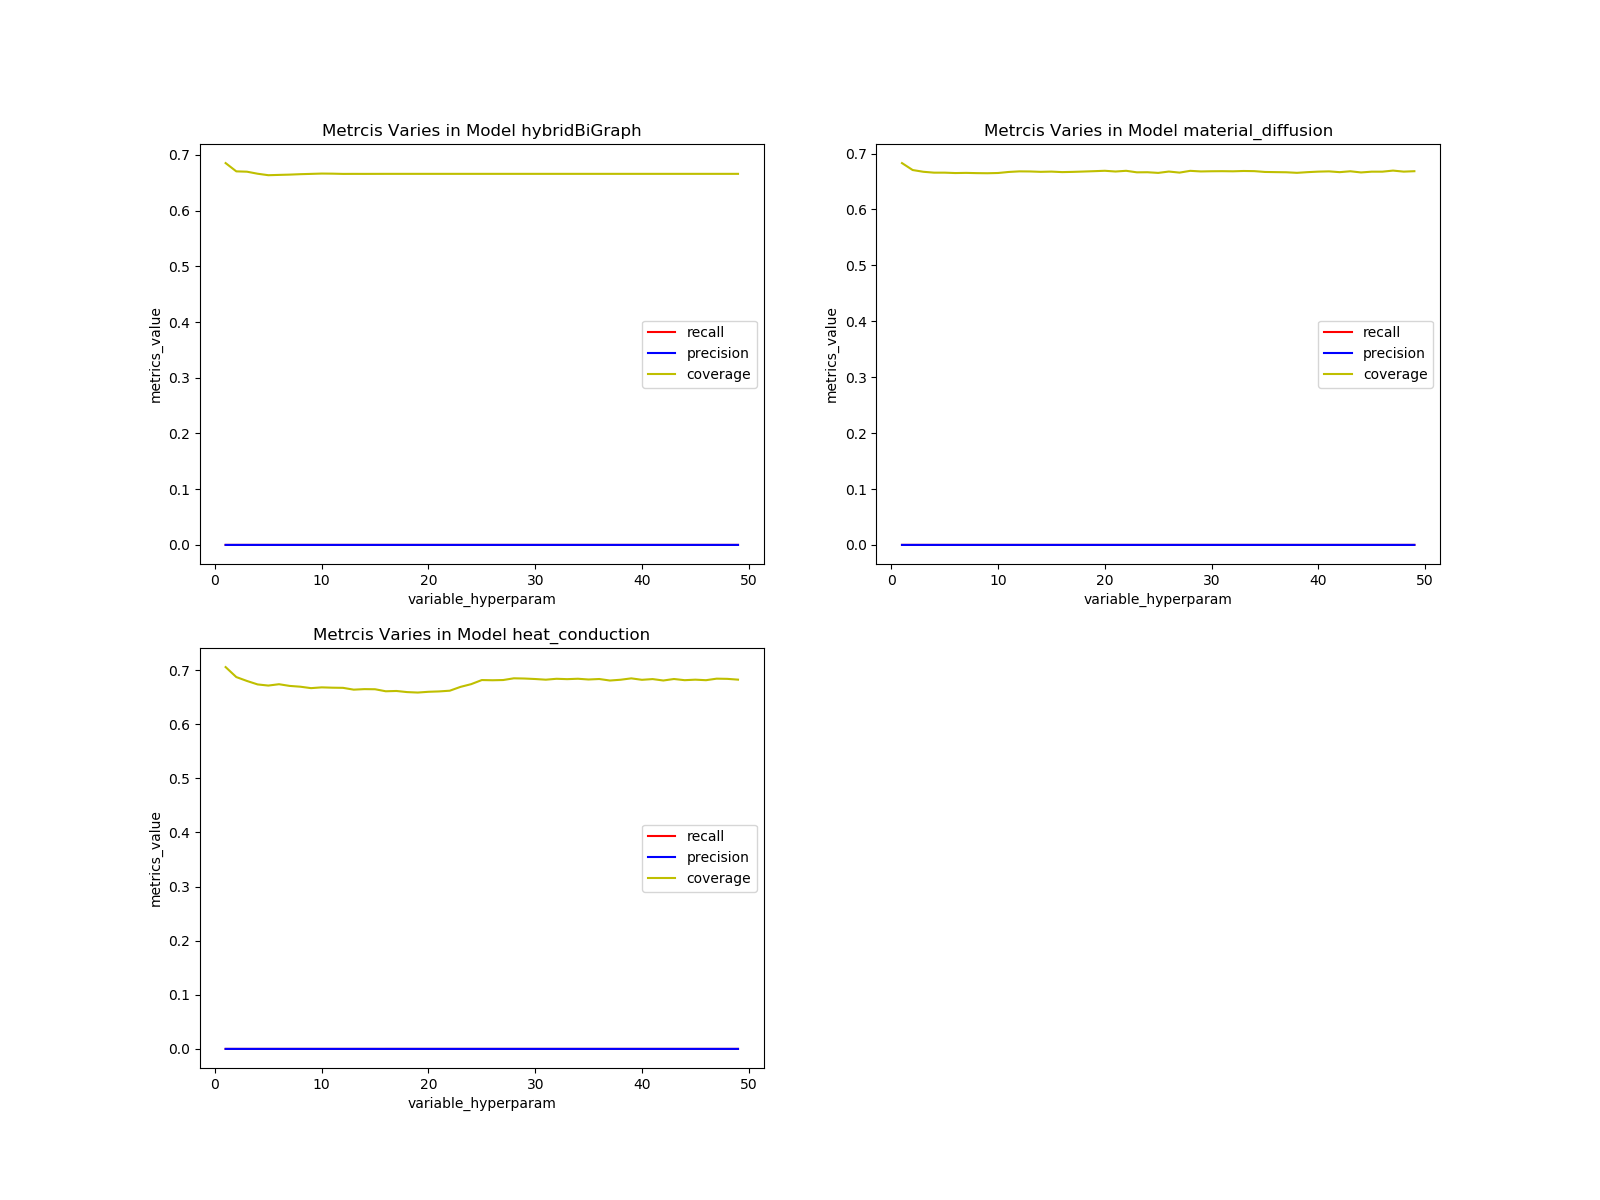 Metrcis Varies in Model hybridBiGraph
0.7
0.6
0.5
0.4
0.3
0.2
0.1
0.0
metrics_value
recall
precision
coverage
0 10 20 30 40 50
variable_hyperparam
Metrcis Varies in Model material_diffusion
0.7
0.6
0.5
0.4
0.3
0.2
0.1
0.0
metrics_value
recall
precision
coverage
0 10 20 30 40 50
variable_hyperparam
Metrcis Varies in Model heat_conduction
0.7
0.6
0.5
0.4
0.3
0.2
0.1
0.0
metrics_value
recall
precision
coverage
0 10 20 30 40 50
variable_hyperparam